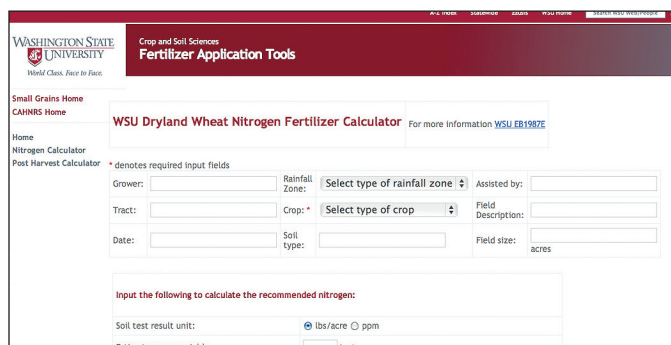 A-Z Index Statewide Zzusis WSU Home Search WSU Web/People
WASHINGTON STATE
UNIVERSITY
World Class. Face to Face.
Crop and Soil Sciences
Fertilizer Application Tools
Small Grains Home
CAHNRS Home
Home
Nitrogen Calculator
Post Harvest Calculator
WSU Dryland Wheat Nitrogen Fertilizer Calculator
For more information WSU EB1987E
* denotes required input fields
Grower:
Rainfall Zone:
Select type of rainfall zone
Assisted by:
Tract:
Crop: *
Select type of crop
Field Description:
Date:
Soil type:
Field size:
acres
Input the following to calculate the recommended nitrogen:
Soil test result unit:
lbs/acre ppm